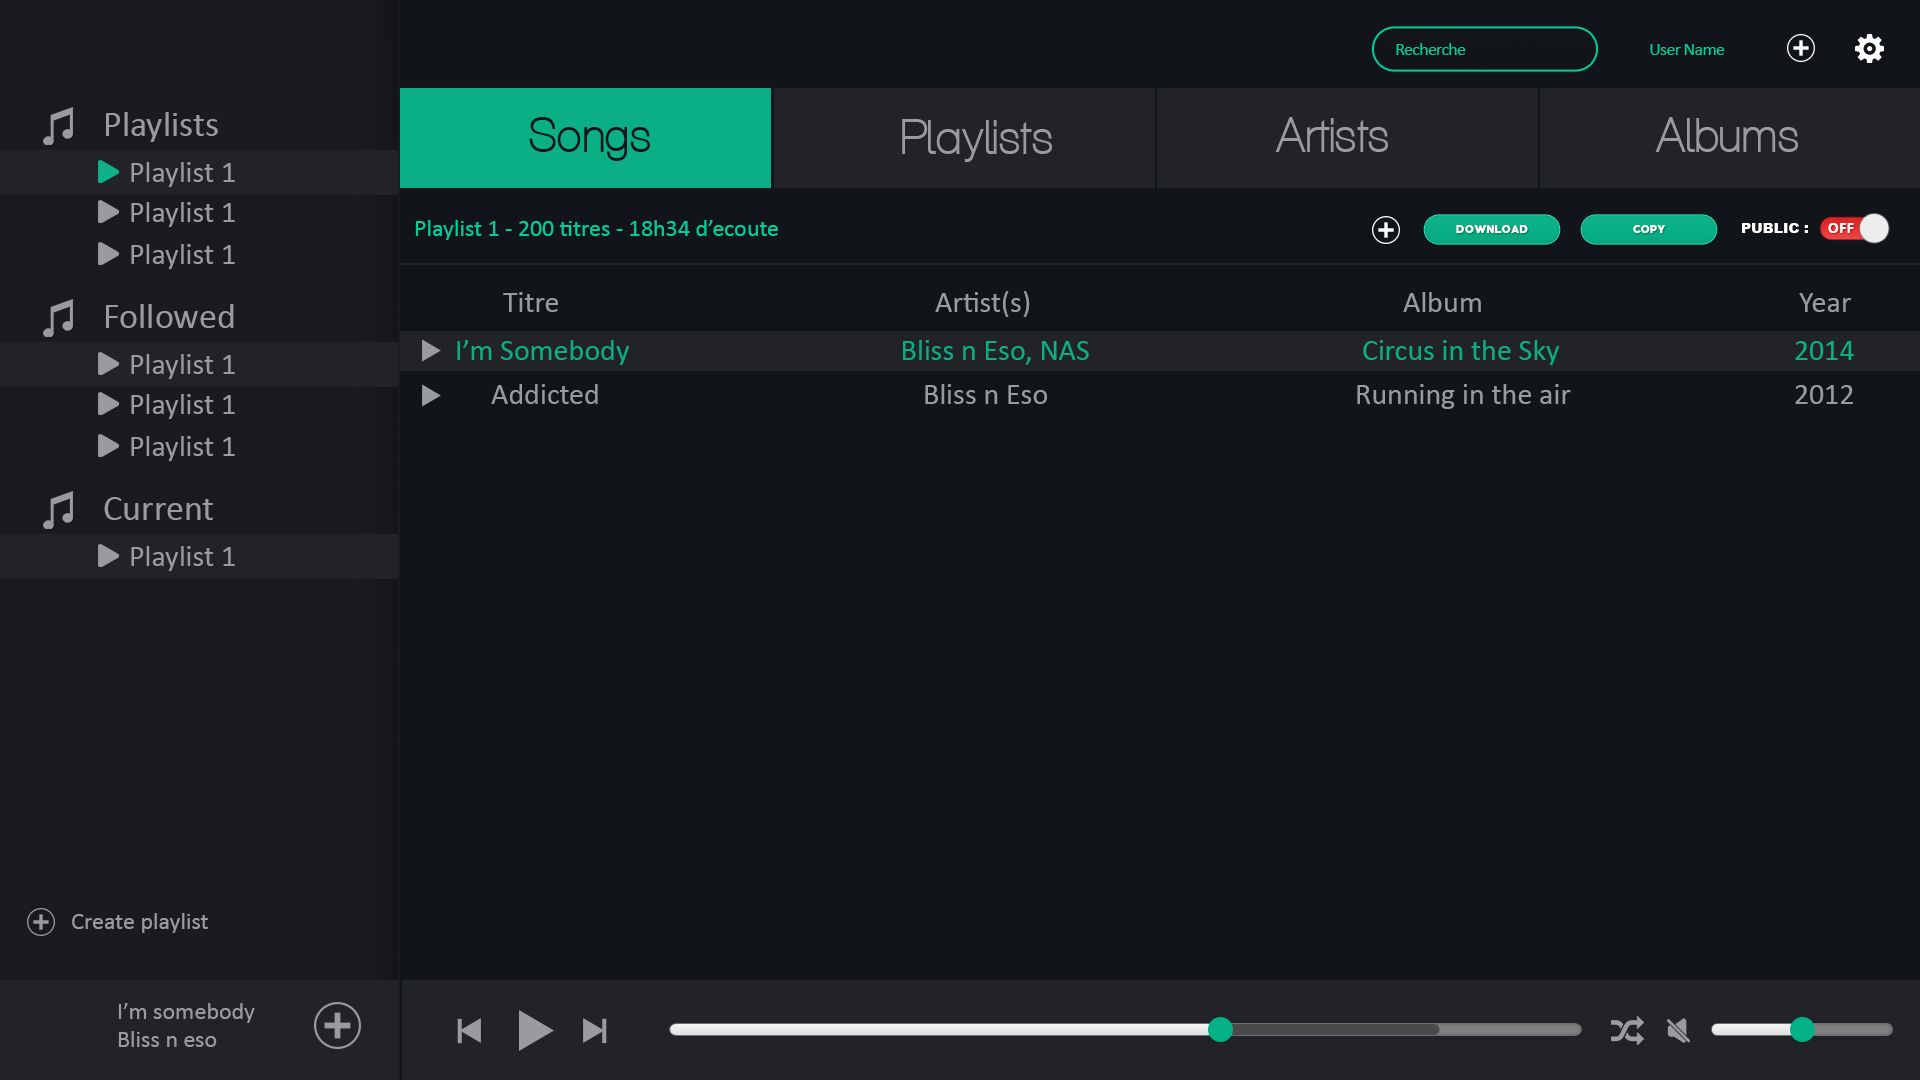 Recherche User Name
Songs Playlists Artists Albums
Playlists
Playlist 1
Playlist 1
Playlist 1
Followed
Playlist 1
Playlist 1
Playlist 1
Current
Playlist 1
Create playlist
Playlist 1 - 200 titres - 18h34 d’ecoute DOWNLOAD COPY PUBLIC : OFF
Titre Artist(s) Album Year
I’m Somebody Bliss n Eso, NAS Circus in the Sky 2014
Addicted Bliss n Eso Running in the air 2012
I’m somebody
Bliss n eso